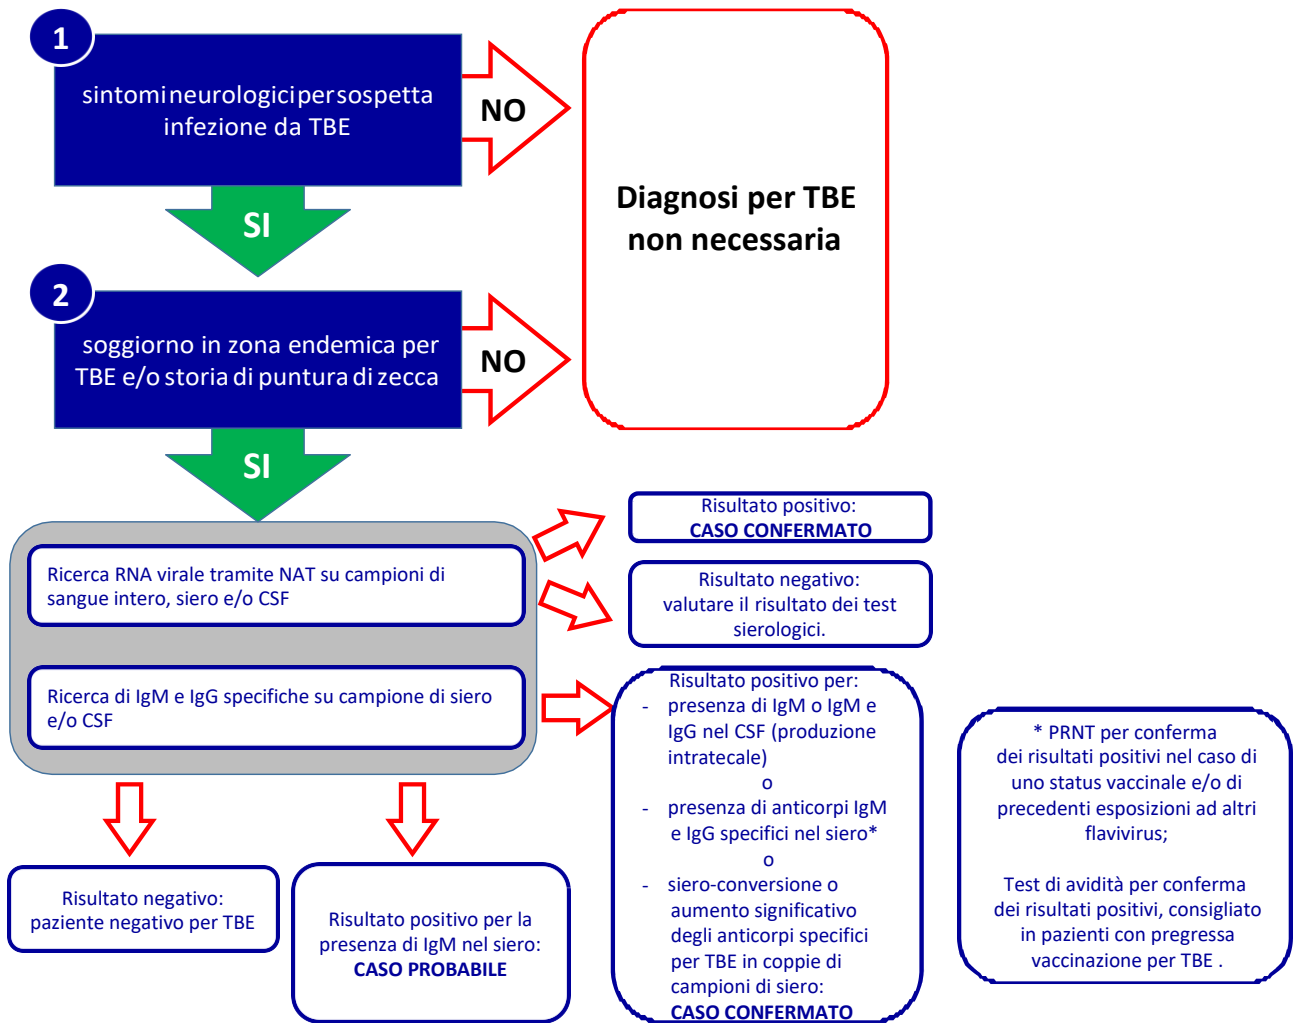 1
sintomi neurologici per sospetta
infezione da TBE
NO
SI
Diagnosi per TBE
non necessaria
2
soggiorno in zona endemica per
TBE e/o storia di puntura di zecca
NO
SI
Ricerca RNA virale tramite NAT su campioni di
sangue intero, siero e/o CSF
Risultato positivo:
CASO CONFERMATO
Risultato negativo:
valutare il risultato dei test
sierologici.
Ricerca di IgM e IgG specifiche su campione di siero
e/o CSF
Risultato positivo per:
- presenza di IgM o IgM e
IgG nel CSF (produzione
intratecale)
o
- presenza di anticorpi IgM
e IgG specifici nel siero*
o
- siero-conversione o
aumento significativo
degli anticorpi specifici
per TBE in coppie di
campioni di siero:
CASO CONFERMATO
* PRNT per conferma
dei risultati positivi nel caso di
uno status vaccinale e/o di
precedenti esposizioni ad altri
flavivirus;
Test di avidità per conferma
dei risultati positivi, consigliato
in pazienti con pregressa
vaccinazione per TBE .
Risultato negativo:
paziente negativo per TBE
Risultato positivo per la
presenza di IgM nel siero:
CASO PROBABILE